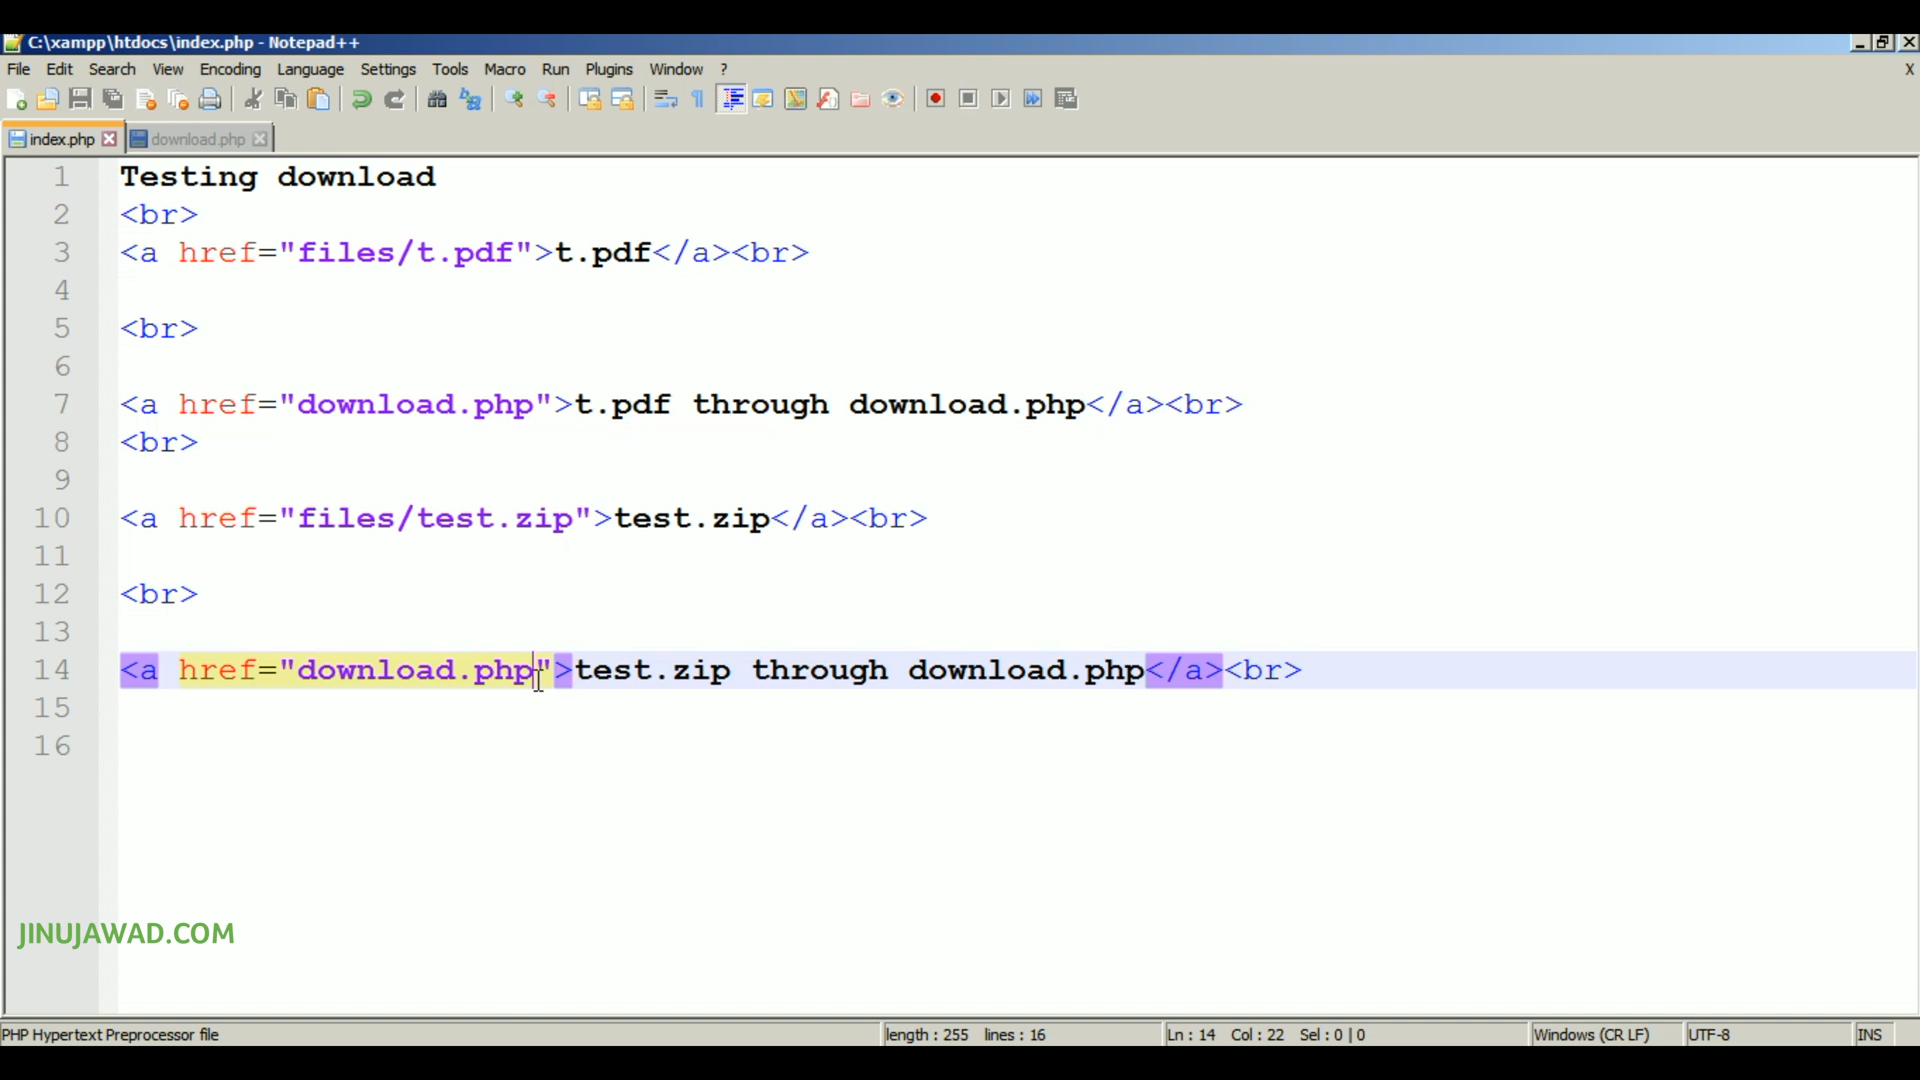 C:\xampp\htdocs\index.php - Notepad++
File Edit Search View Encoding Language Settings Tools Macro Run Plugins Window ? X
index.php download.php
1 Testing download
2 <br>
3 <a href="files/t.pdf">t.pdf</a><br>
4
5 <br>
6
7 <a href="download.php">t.pdf through download.php</a><br>
8 <br>
9
10 <a href="files/test.zip">test.zip</a><br>
11
12 <br>
13
14 <a href="download.php">test.zip through download.php</a><br>
15
16
JINUJAWAD.COM
PHP Hypertext Preprocessor file length : 255 lines : 16 Ln : 14 Col : 22 Sel : 0 | 0 Windows (CR LF) UTF-8 INS